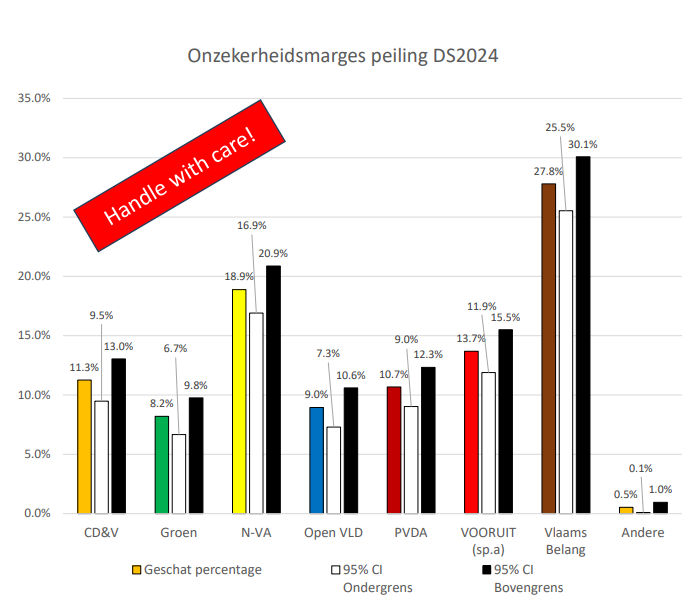 Onzekerheidsmarges peiling DS2024
35.0%
30.0%
25.0%
20.0%
15.0%
10.0%
5.0%
0.0%
Handle with care!
11.3%
9.5%
13.0%
8.2%
6.7%
9.8%
18.9%
16.9%
20.9%
9.0%
7.3%
10.6%
10.7%
9.0%
12.3%
13.7%
11.9%
15.5%
27.8%
25.5%
30.1%
0.5%
0.1%
1.0%
CD&V
Groen
N-VA
Open VLD
PVDA
VOORUIT
(sp.a)
Vlaams
Belang
Andere
Geschat percentage
95% CI
Ondergrens
95% CI
Bovengrens